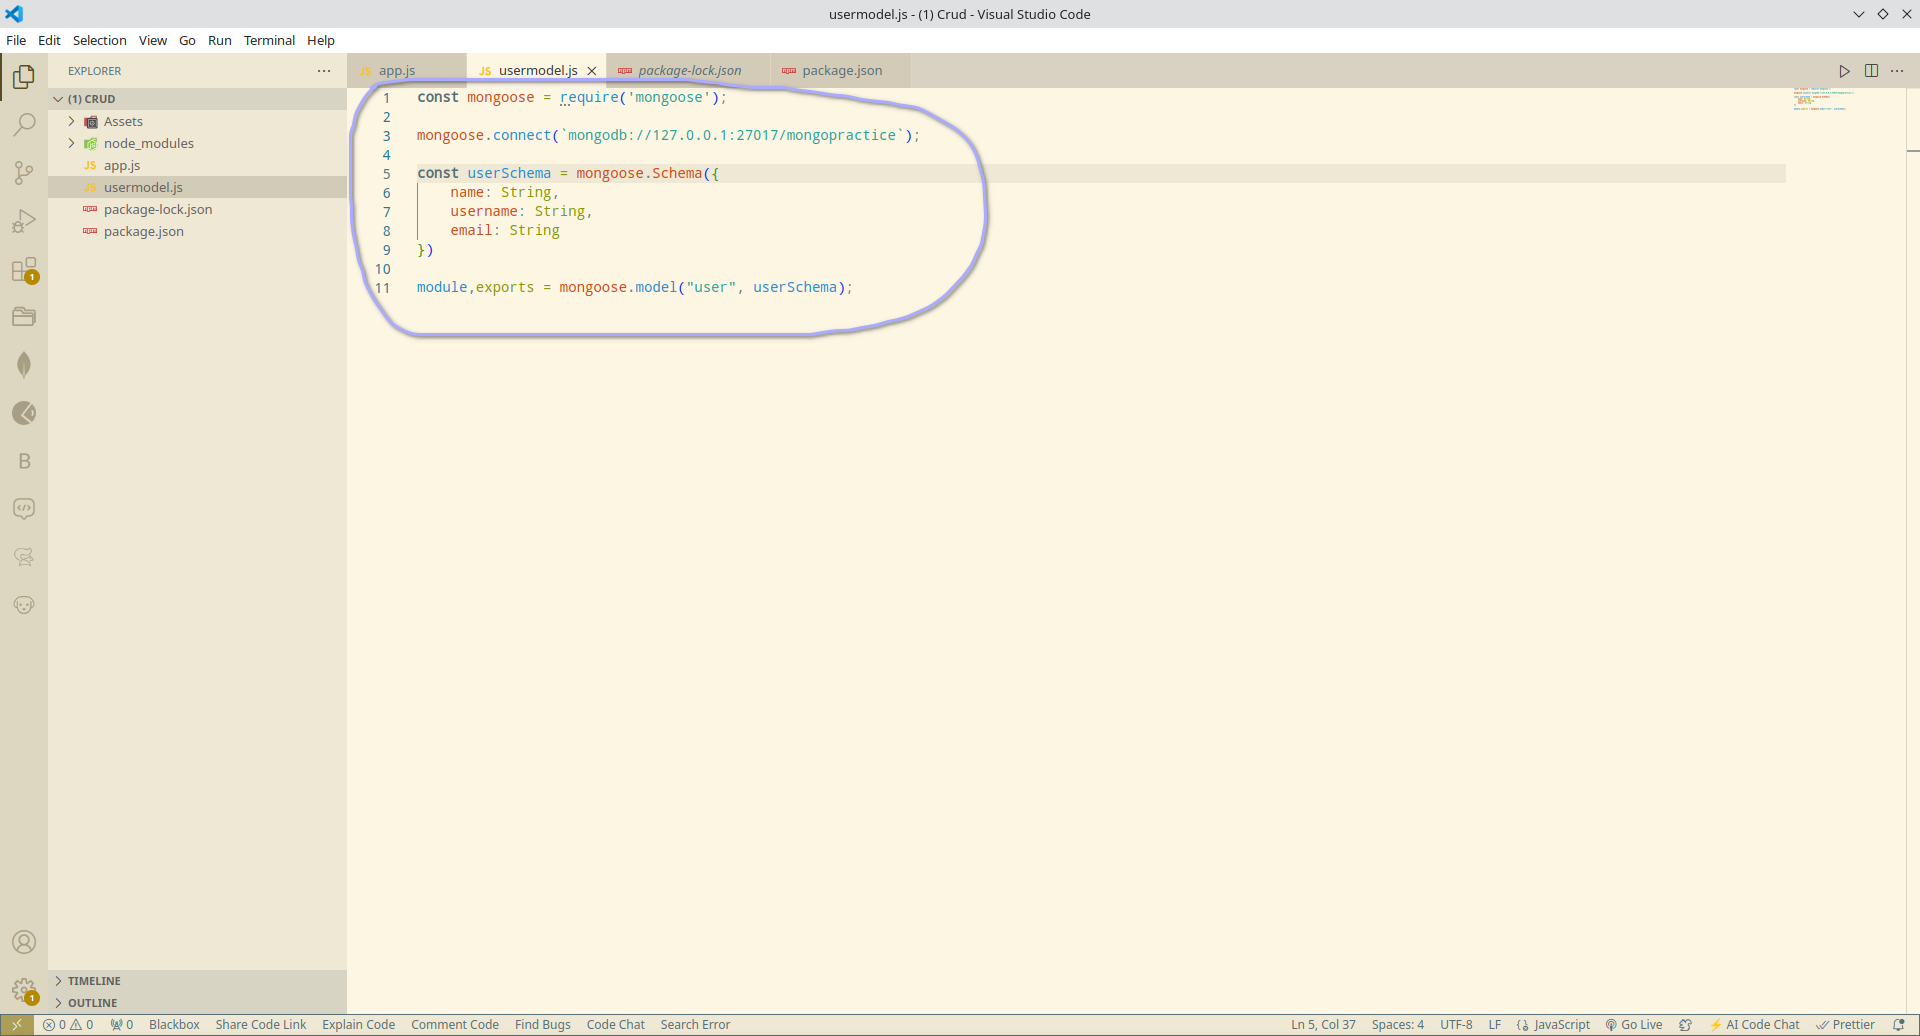 usermodel.js - (1) Crud - Visual Studio Code
File Edit Selection View Go Run Terminal Help
EXPLORER
(1) CRUD
Assets
node_modules
app.js
usermodel.js
package-lock.json
package.json
TIMELINE
OUTLINE
app.js usermodel.js package-lock.json package.json
1 const mongoose = require('mongoose');
2
3 mongoose.connect(`mongodb://127.0.0.1:27017/mongopractice`);
4
5 const userSchema = mongoose.Schema({
6     name: String,
7     username: String,
8     email: String
9 })
10
11 module,exports = mongoose.model("user", userSchema);
0 0 0 Blackbox Share Code Link Explain Code Comment Code Find Bugs Code Chat Search Error Ln 5, Col 37 Spaces: 4 UTF-8 LF JavaScript Go Live AI Code Chat Prettier